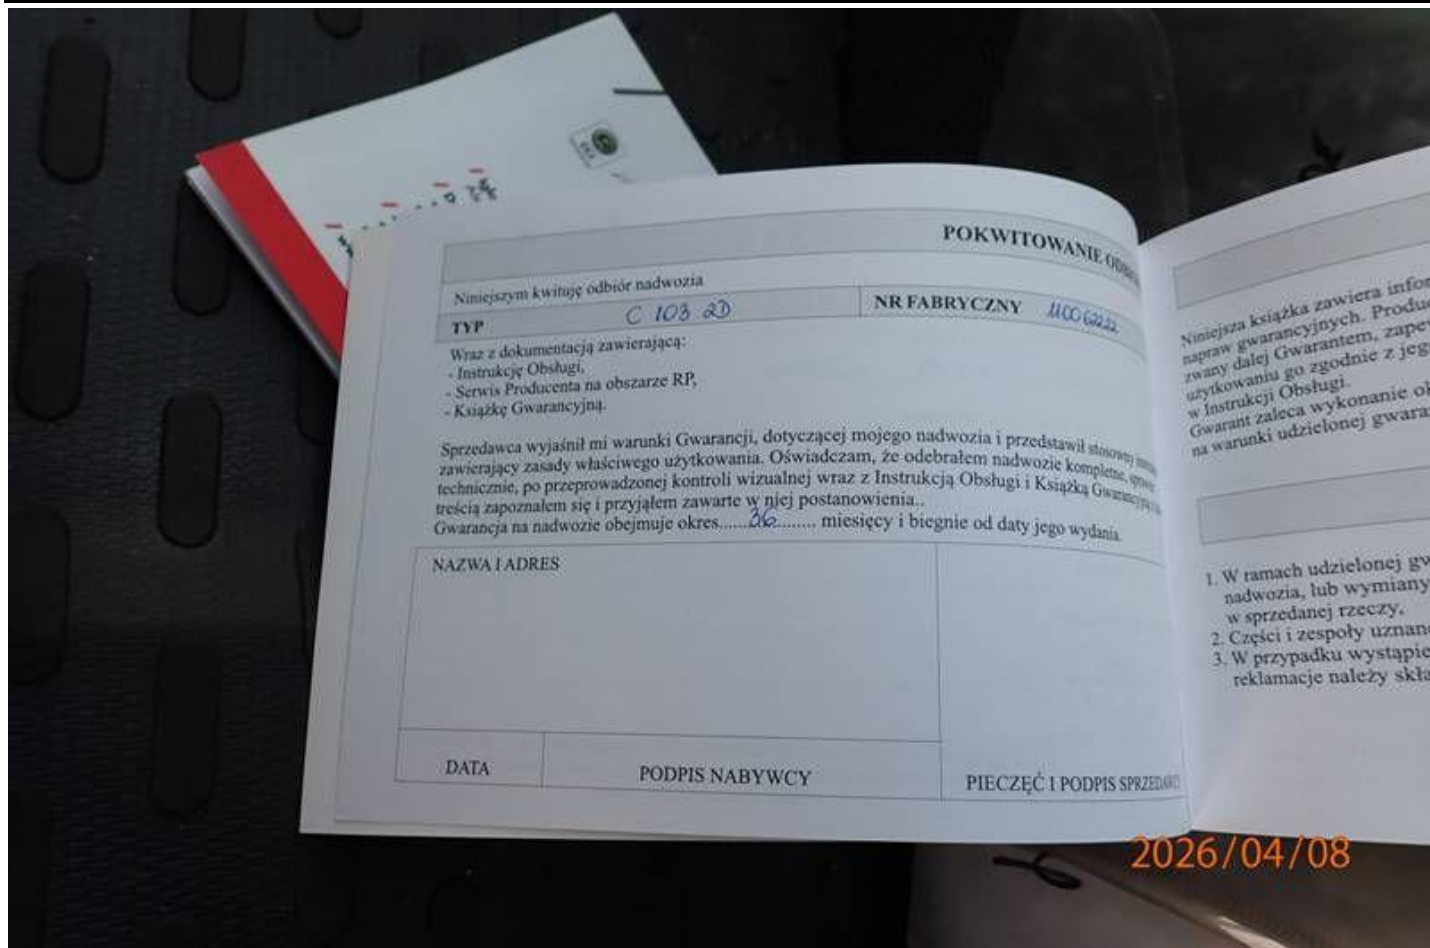 POKWITOWANIE
Niniejszym kwituję odbiór nadwozia
TYP C 103 2D NR FABRYCZNY
Wraz z dokumentacją zawierającą:
- Instrukcję Obsługi,
- Serwis Producenta na obszarze RP,
- Książkę Gwarancyjną.
Sprzedawca wyjaśnił mi warunki Gwarancji, dotyczącej mojego nadwozia i przedstawił stosowny
zawierający zasady właściwego użytkowania. Oświadczam, że odebrałem nadwozie kompletne,
technicznie, po przeprowadzonej kontroli wizualnej wraz z Instrukcją Obsługi i Książką
treścią zapoznałem się i przyjąłem zawarte w niej postanowienia..
Gwarancja na nadwozie obejmuje okres......36......... miesięcy i biegnie od daty jego wydania.
NAZWA I ADRES
DATA PODPIS NABYWCY PIECZĘĆ I PODPIS
Niniejsza książka zawiera
napraw gwarancyjnych.
zwany dalej Gwarantem,
użytkowaniu go zgodnie z
w Instrukcji Obsługi.
Gwarant zaleca wykonanie
na warunki udzielonej
1. W ramach udzielonej
nadwozia, lub wymiany
w sprzedanej rzeczy,
2. Części i zespoły
3. W przypadku
reklamacje należy
2026/04/08